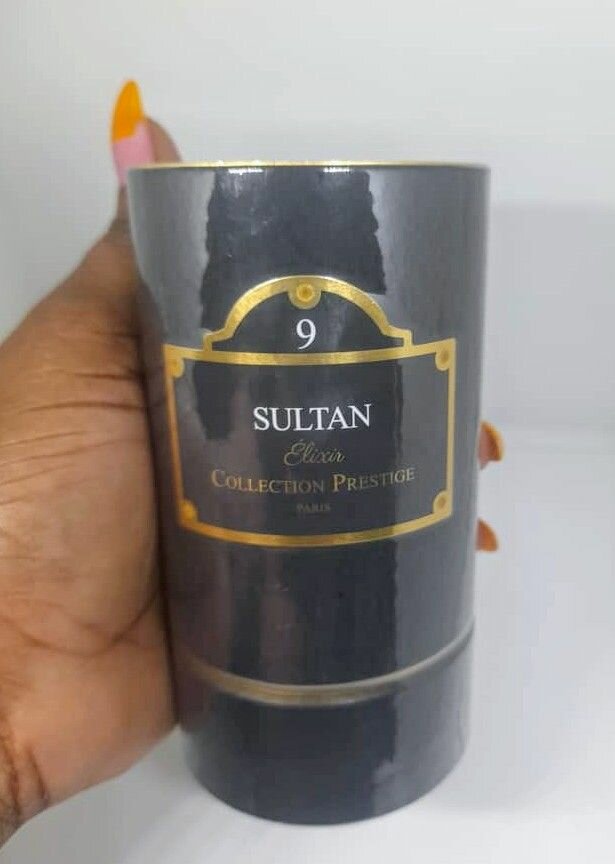 9
SULTAN
Élixir
COLLECTION PRESTIGE
PARIS